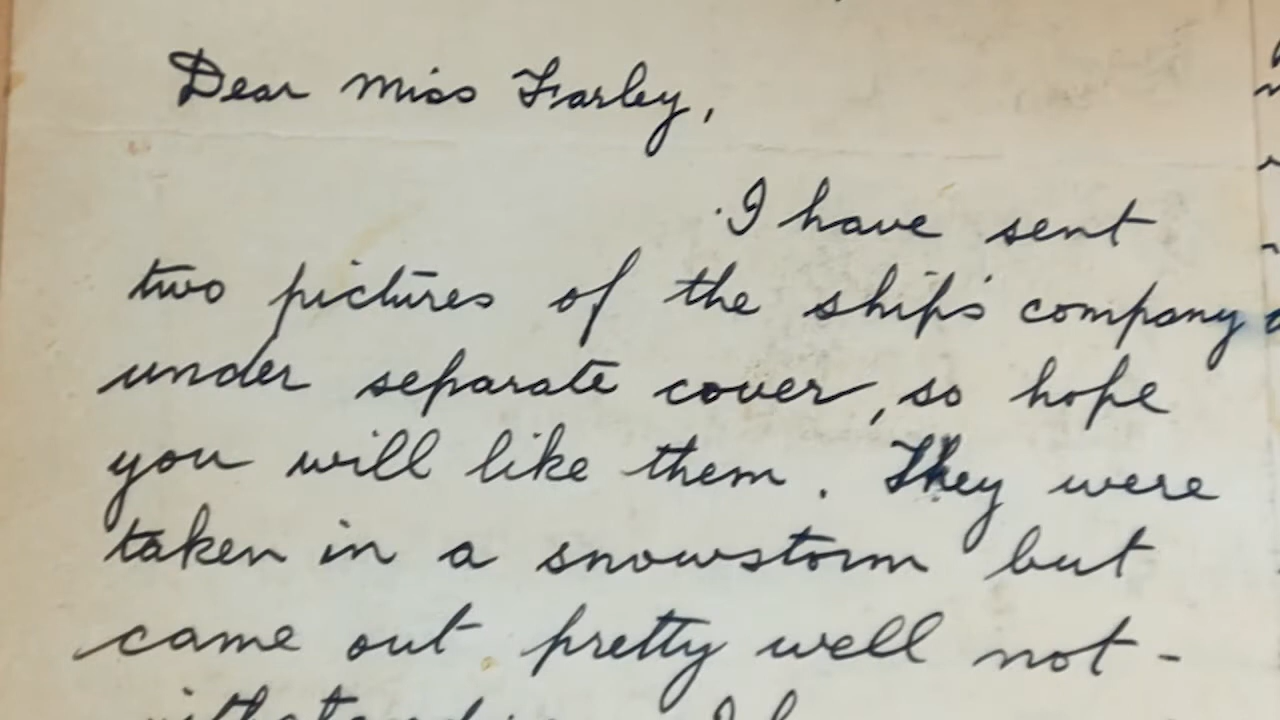 Dear Miss Farley,
I have sent
two pictures of the ship's company
under separate cover, so hope
you will like them. They were
taken in a snowstorm but
came out pretty well not-